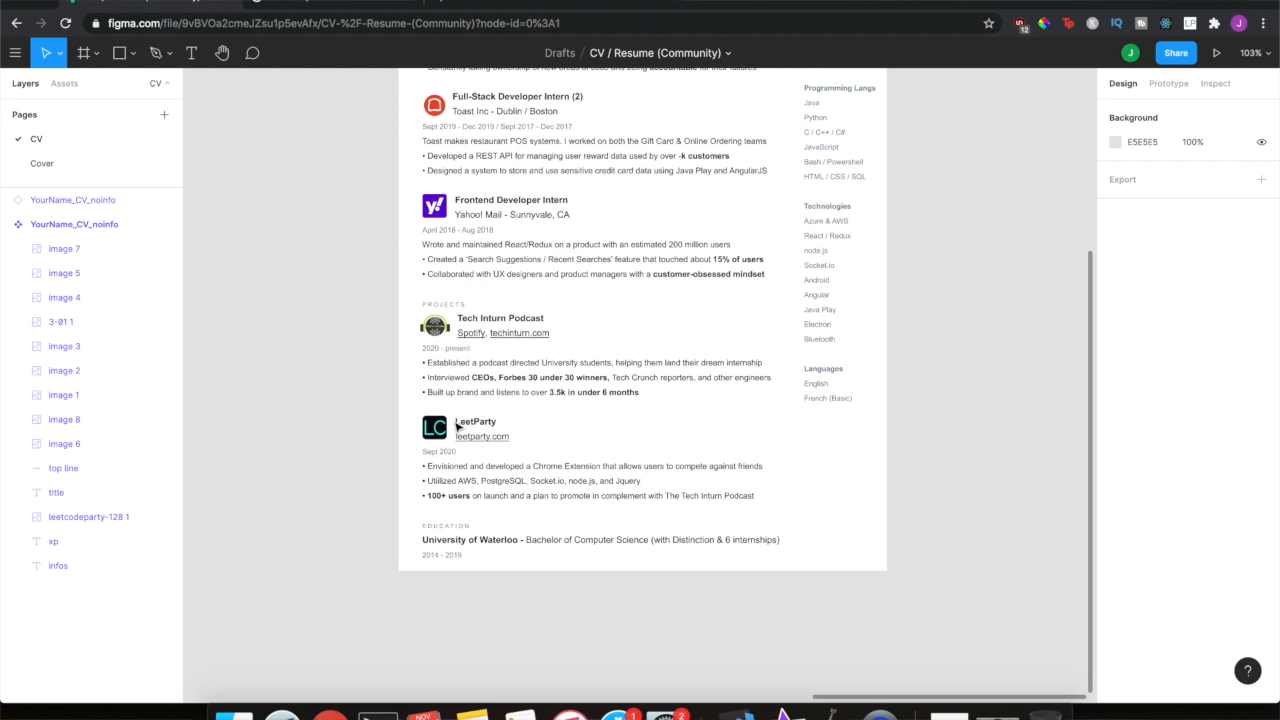 figma.com/file/9vBVOa2cmeJZsu1p5evAfx/CV-%2F-Resume-(Community)?node-id=0%3A1
12
Tp
IQ
LP
J
Drafts / CV / Resume (Community)
J
Share
103%
Layers
Assets
CV
Pages
CV
Cover
YourName_CV_noinfo
YourName_CV_noinfo
image 7
image 5
image 4
3-01 1
image 3
image 2
image 1
image 8
image 6
top line
title
leetcodeparty-128 1
xp
infos
Full-Stack Developer Intern (2)
Toast Inc - Dublin / Boston
Sept 2019 - Dec 2019 / Sept 2017 - Dec 2017
Toast makes restaurant POS systems. I worked on both the Gift Card & Online Ordering teams
• Developed a REST API for managing user reward data used by over -k customers
• Designed a system to store and use sensitive credit card data using Java Play and AngularJS
y!
Frontend Developer Intern
Yahoo! Mail - Sunnyvale, CA
April 2018 - Aug 2018
Wrote and maintained React/Redux on a product with an estimated 200 million users
• Created a 'Search Suggestions / Recent Searches' feature that touched about 15% of users
• Collaborated with UX designers and product managers with a customer-obsessed mindset
PROJECTS
Tech Inturn Podcast
Spotify, techinturn.com
2020 - present
• Established a podcast directed University students, helping them land their dream internship
• Interviewed CEOs, Forbes 30 under 30 winners, Tech Crunch reporters, and other engineers
• Built up brand and listens to over 3.5k in under 6 months
LC
LeetParty
leetparty.com
Sept 2020
• Envisioned and developed a Chrome Extension that allows users to compete against friends
• Utiilized AWS, PostgreSQL, Socket.io, node.js, and Jquery
• 100+ users on launch and a plan to promote in complement with The Tech Inturn Podcast
EDUCATION
University of Waterloo - Bachelor of Computer Science (with Distinction & 6 internships)
2014 - 2019
Programming Langs
Java
Python
C / C++ / C#
JavaScript
Bash / Powershell
HTML / CSS / SQL
Technologies
Azure & AWS
React / Redux
node.js
Socket.io
Android
Angular
Java Play
Electron
Bluetooth
Languages
English
French (Basic)
Design
Prototype
Inspect
Background
E5E5E5
100%
Export
?
NOV
1
2